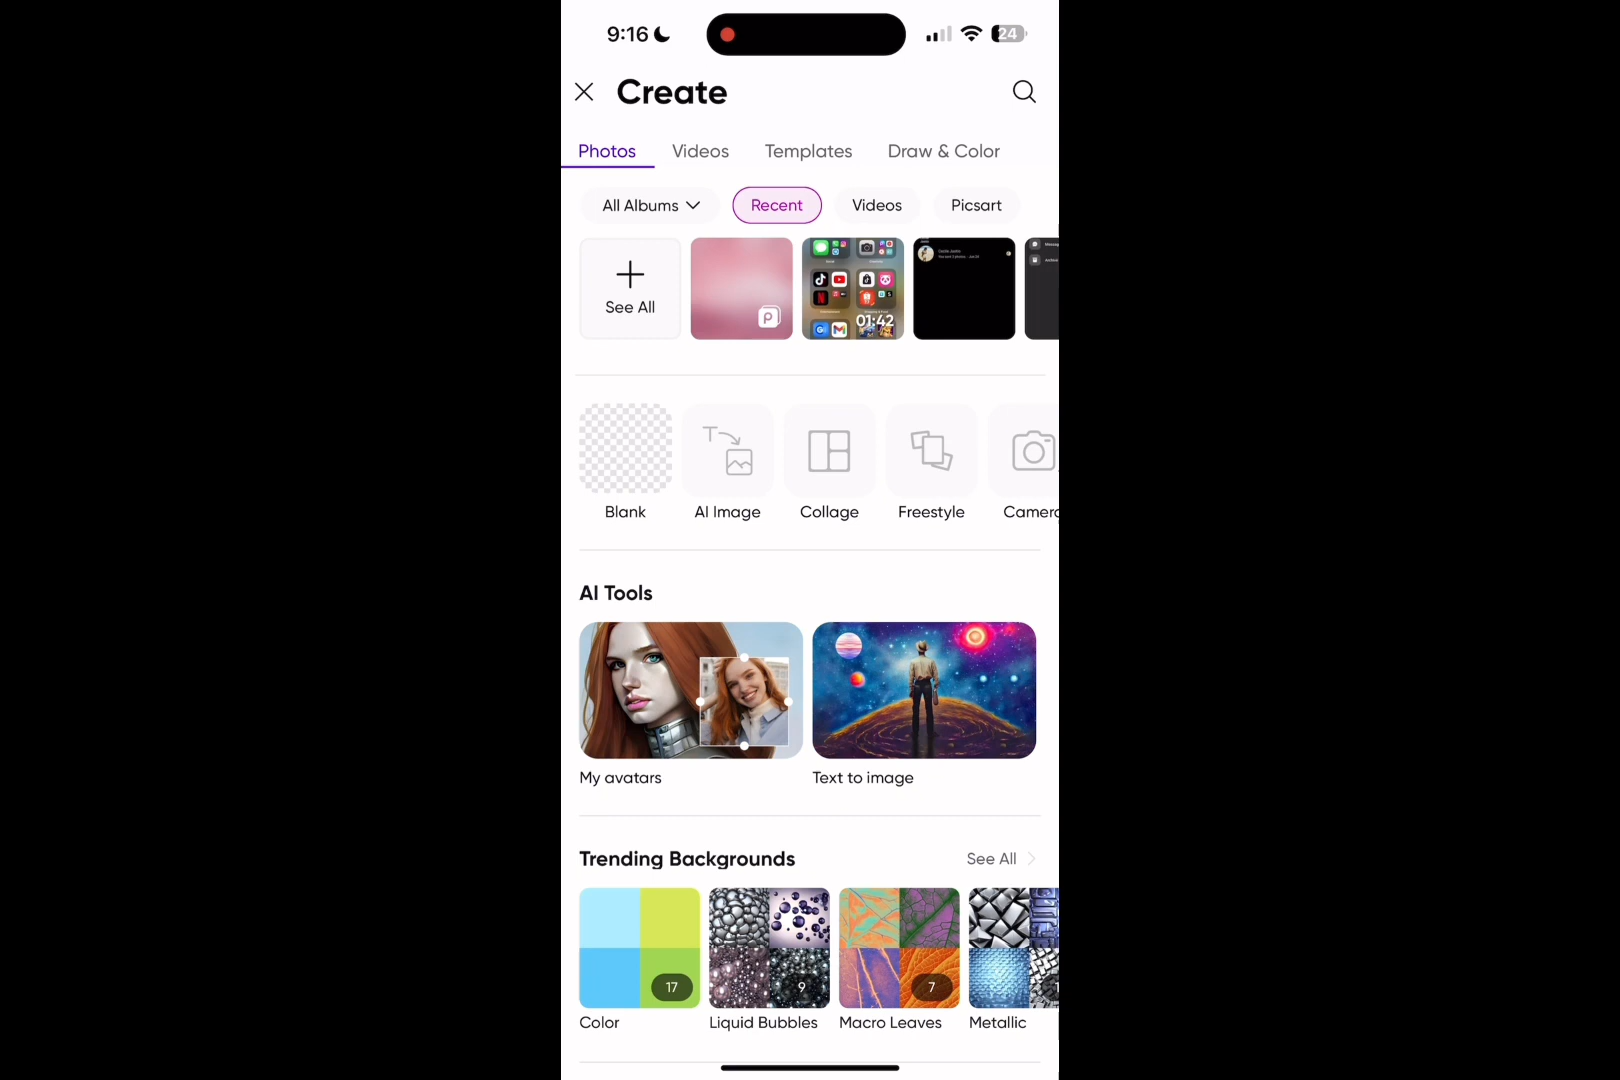 9:16
24
Create
Photos Videos Templates Draw & Color
All Albums Recent Videos Picsart
See All
01:42
Blank AI Image Collage Freestyle Camera
AI Tools
My avatars Text to image
Trending Backgrounds See All
17 9 7 1
Color Liquid Bubbles Macro Leaves Metallic